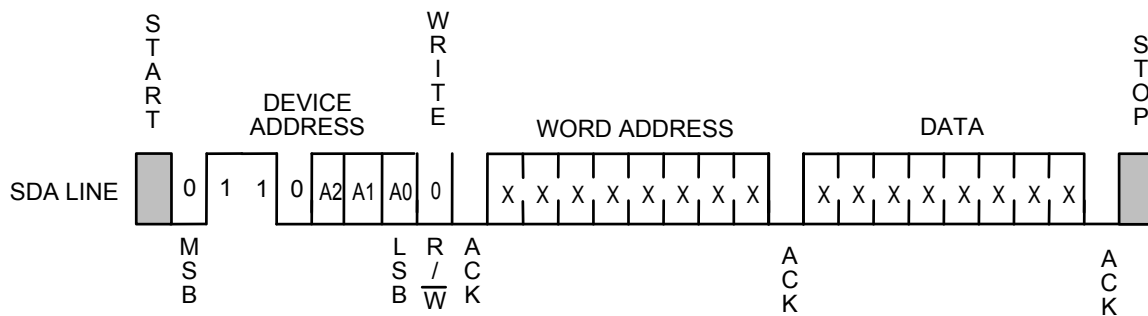 START
WRITE
STOP
DEVICE
ADDRESS
WORD ADDRESS
DATA
SDA LINE
0 1 1 0 A2 A1 A0 0 X X X X X X X X X X X X X X X X
MSB
LSB
R/W
ACK
ACK
ACK